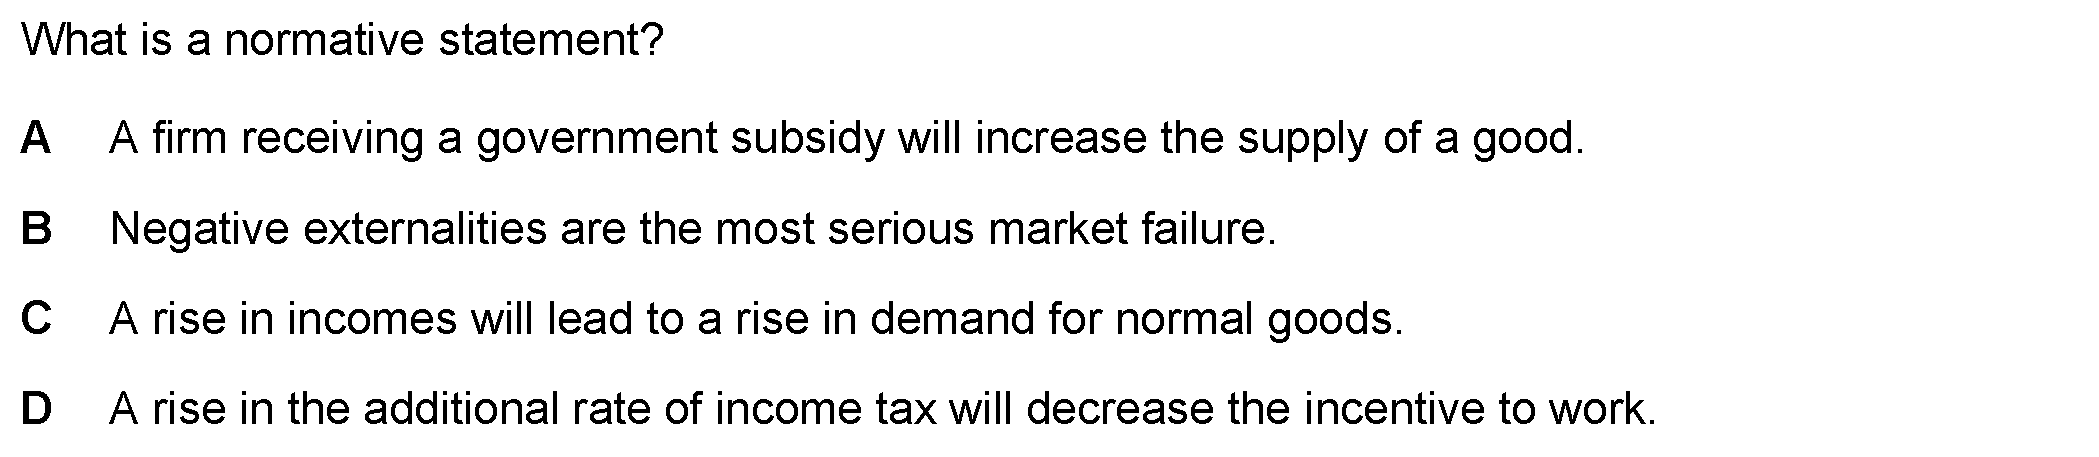 What is a normative statement?
A A firm receiving a government subsidy will increase the supply of a good.
B Negative externalities are the most serious market failure.
C A rise in incomes will lead to a rise in demand for normal goods.
D A rise in the additional rate of income tax will decrease the incentive to work.